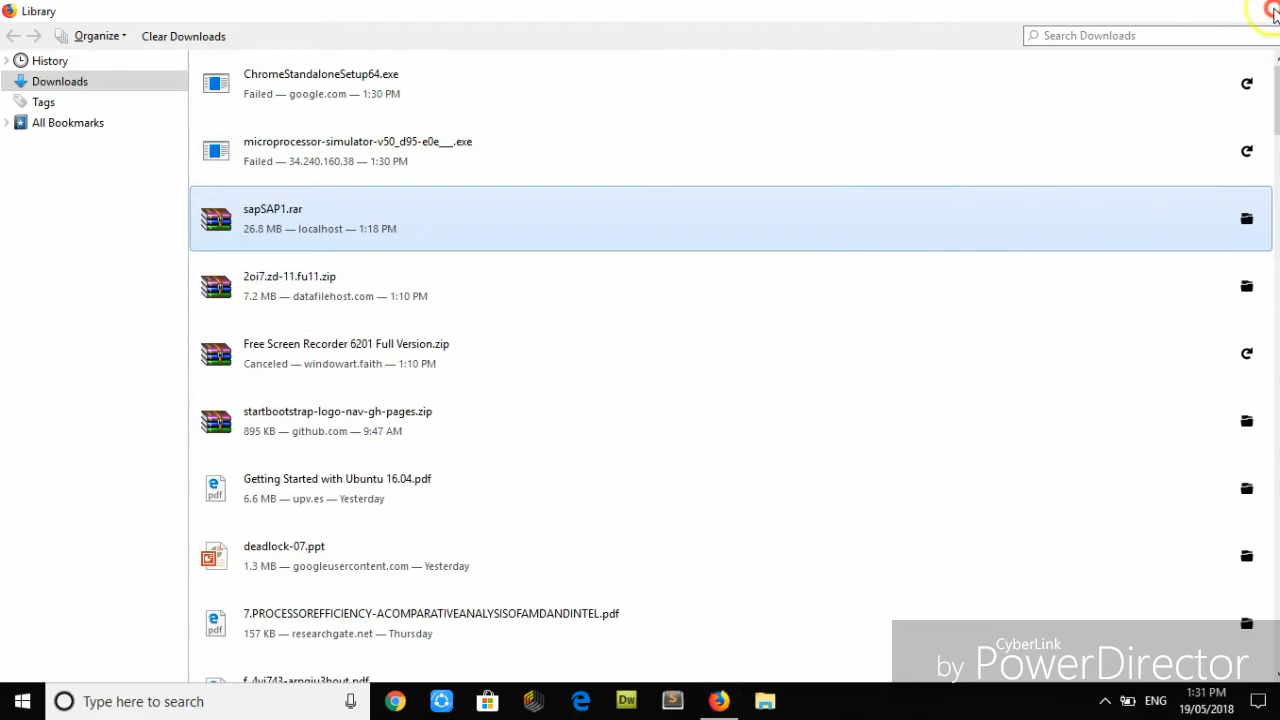 Library
Organize
Clear Downloads
Search Downloads
History
Downloads
Tags
All Bookmarks
ChromeStandaloneSetup64.exe
Failed — google.com — 1:30 PM
microprocessor-simulator-v50_d95-e0e__.exe
Failed — 34.240.160.38 — 1:30 PM
sapSAP1.rar
26.8 MB — localhost — 1:18 PM
2oi7.zd-11.fu11.zip
7.2 MB — datafilehost.com — 1:10 PM
Free Screen Recorder 6201 Full Version.zip
Canceled — windowart.faith — 1:10 PM
startbootstrap-logo-nav-gh-pages.zip
895 KB — github.com — 9:47 AM
Getting Started with Ubuntu 16.04.pdf
6.6 MB — upv.es — Yesterday
deadlock-07.ppt
1.3 MB — googleusercontent.com — Yesterday
7.PROCESSOREFFICIENCY-ACOMPARATIVEANALYSISOFAMDANDINTEL.pdf
157 KB — researchgate.net — Thursday
CyberLink
by PowerDirector
Type here to search
ENG
1:31 PM
19/05/2018